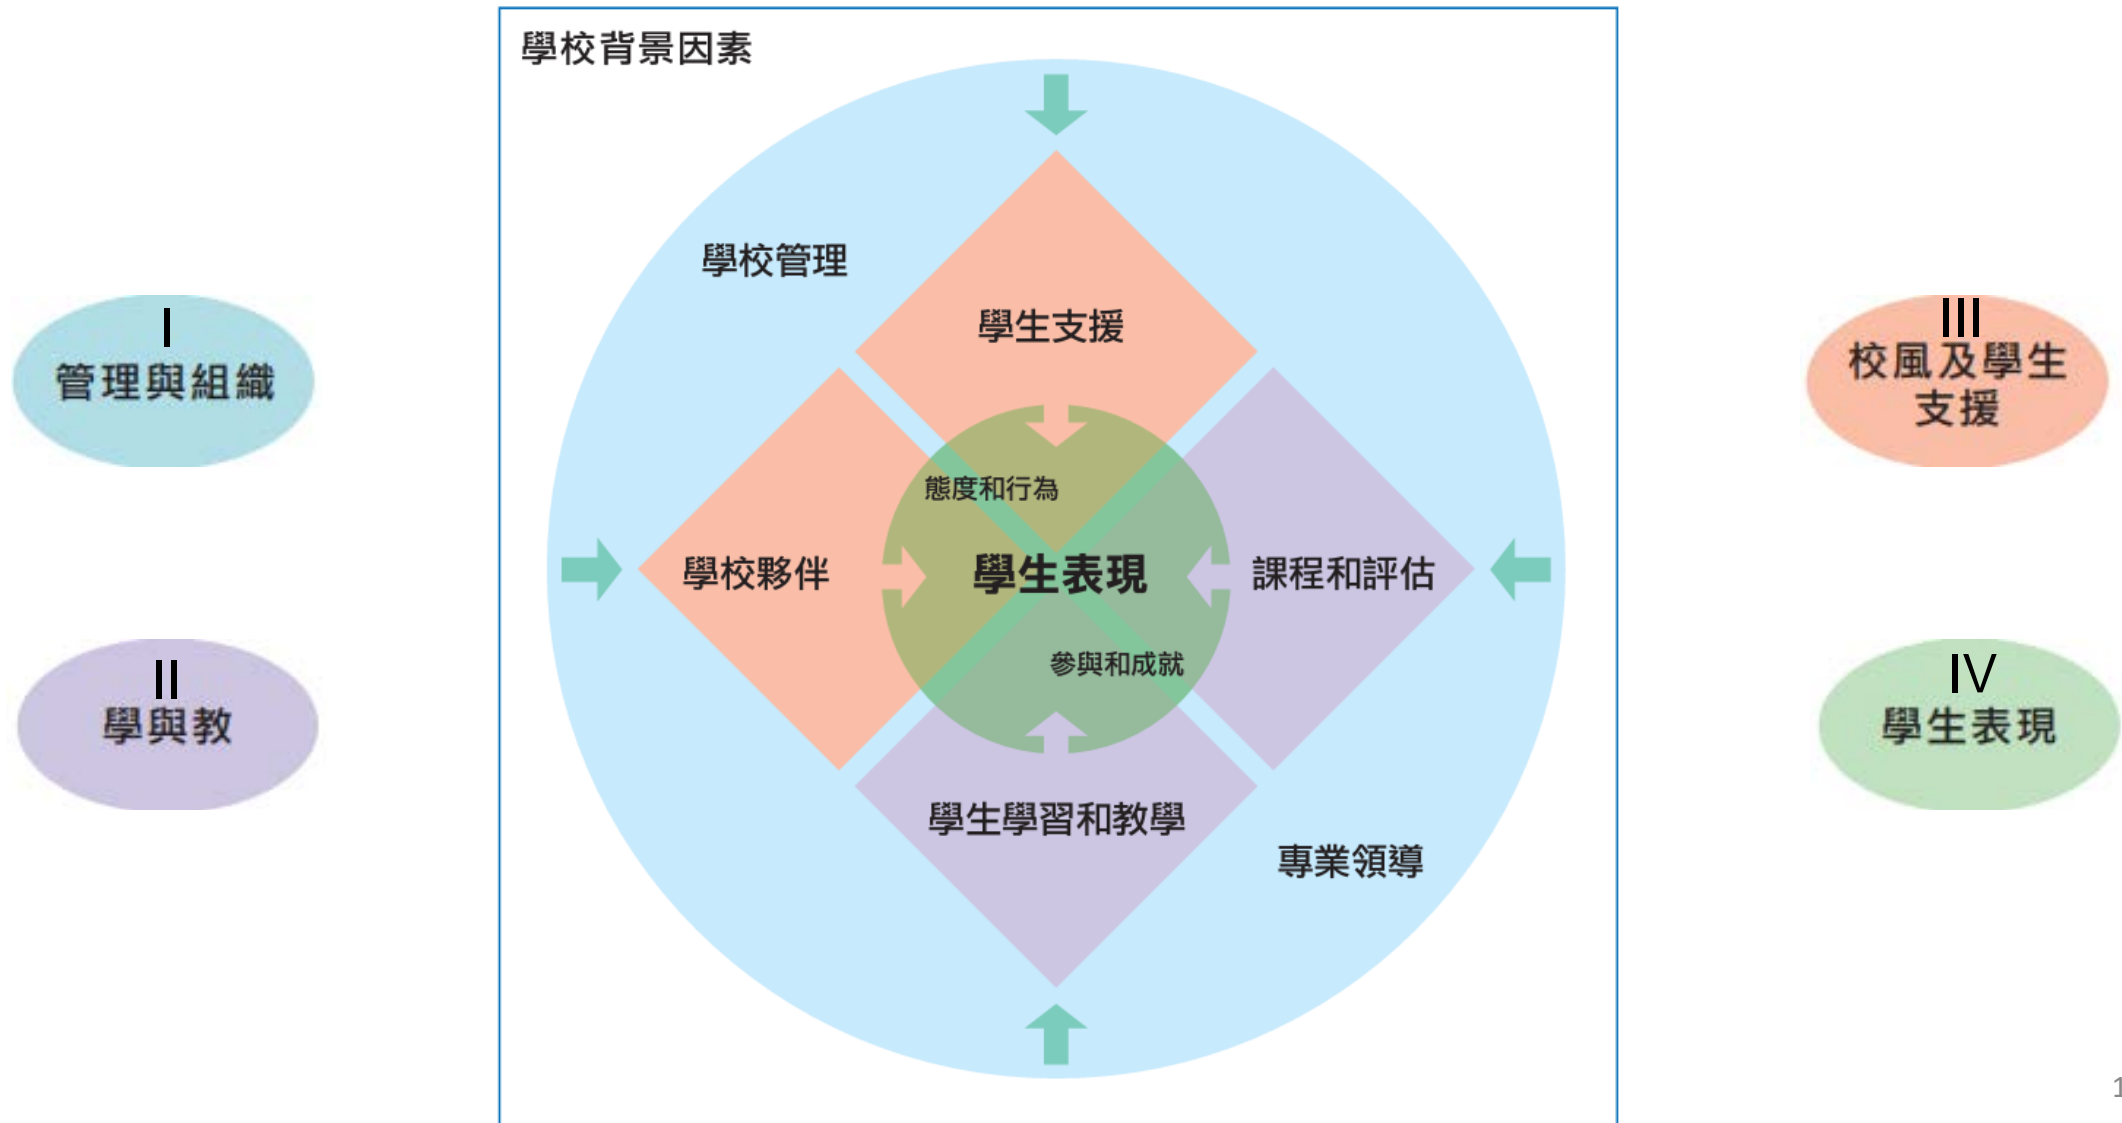 學校背景因素
學校管理
學生支援
I
管理與組織
III
校風及學生
支援
態度和行為
學校夥伴
學生表現
課程和評估
參與和成就
II
學與教
IV
學生表現
學生學習和教學
專業領導
1